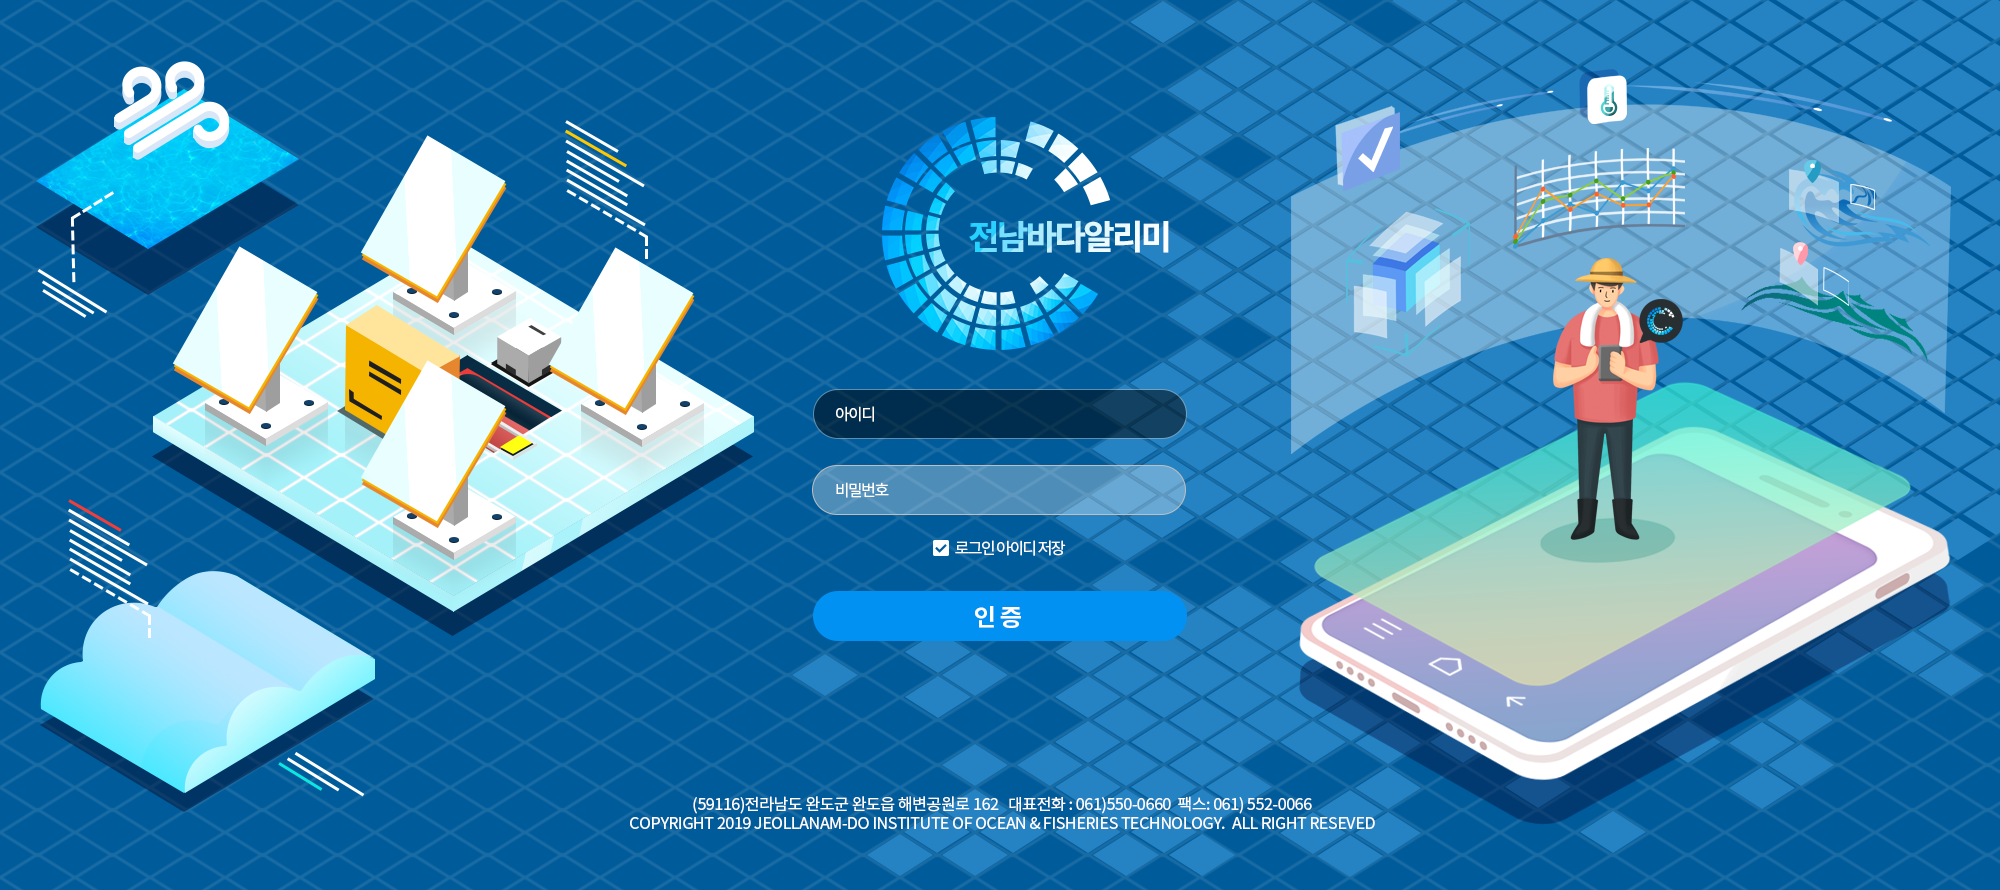 전남바다알리미
아이디
비밀번호
로그인 아이디 저장
인 증
(59116)전라남도 완도군 완도읍 해변공원로 162 대표전화 : 061)550-0660 팩스: 061) 552-0066
COPYRIGHT 2019 JEOLLANAM-DO INSTITUTE OF OCEAN & FISHERIES TECHNOLOGY. ALL RIGHT RESEVED